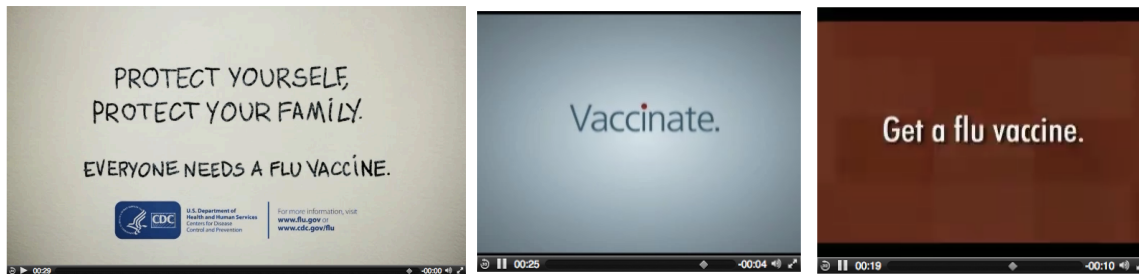 PROTECT YOURSELF,
PROTECT YOUR FAMILY.
EVERYONE NEEDS A FLU VACCINE.
CDC
U.S. Department of
Health and Human Services
Centers for Disease
Control and Prevention
For more information, visit
www.flu.gov or
www.cdc.gov/flu
00:29
-00:00
Vaccinate.
00:25
-00:04
Get a flu vaccine.
00:19
-00:10